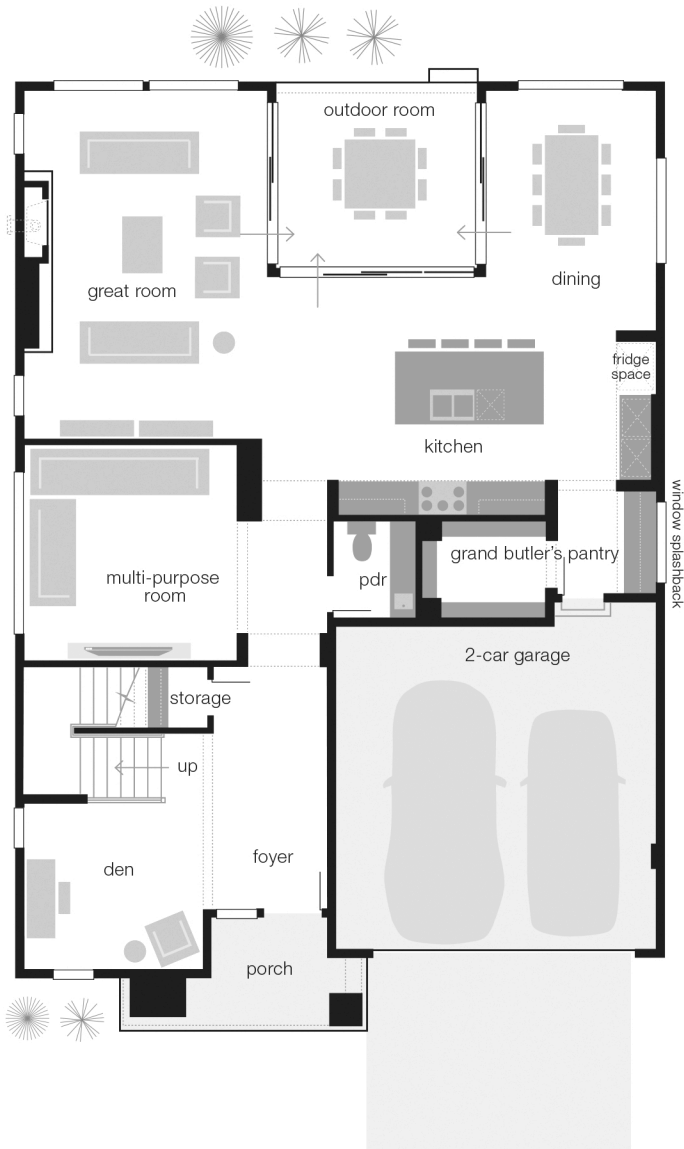 outdoor room
great room
dining
fridge
space
kitchen
window splashback
multi-purpose
room
pdr
grand butler's pantry
2-car garage
storage
up
den
foyer
porch